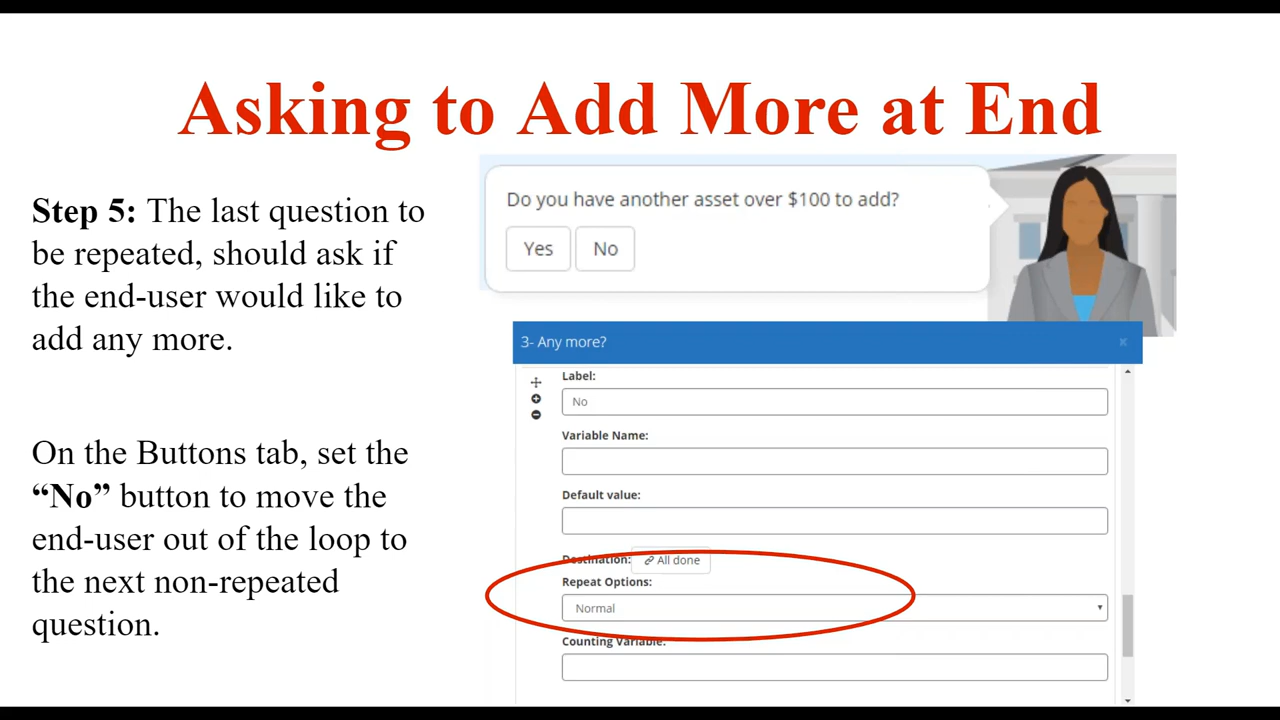 Asking to Add More at End
Step 5: The last question to
be repeated, should ask if
the end-user would like to
add any more.
On the Buttons tab, set the
“No” button to move the
end-user out of the loop to
the next non-repeated
question.
Do you have another asset over $100 to add?
Yes No
3- Any more?
Label:
No
Variable Name:
Default value:
Destination: All done
Repeat Options:
Normal
Counting Variable: